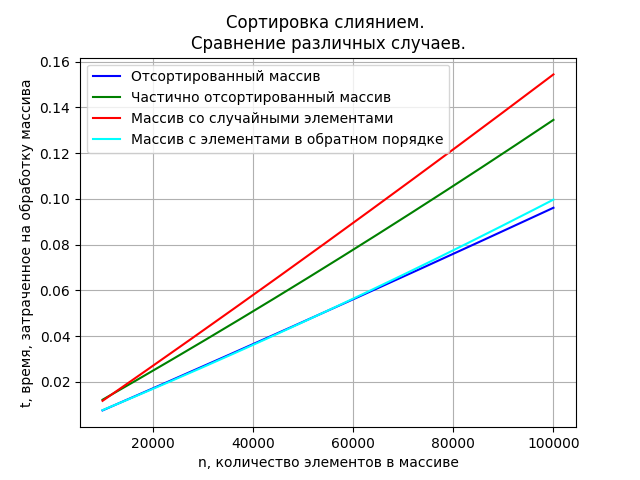 Сортировка слиянием.
Сравнение различных случаев.
Отсортированный массив
Частично отсортированный массив
Массив со случайными элементами
Массив с элементами в обратном порядке
t, время, затраченное на обработку массива
0.16
0.14
0.12
0.10
0.08
0.06
0.04
0.02
20000 40000 60000 80000 100000
n, количество элементов в массиве